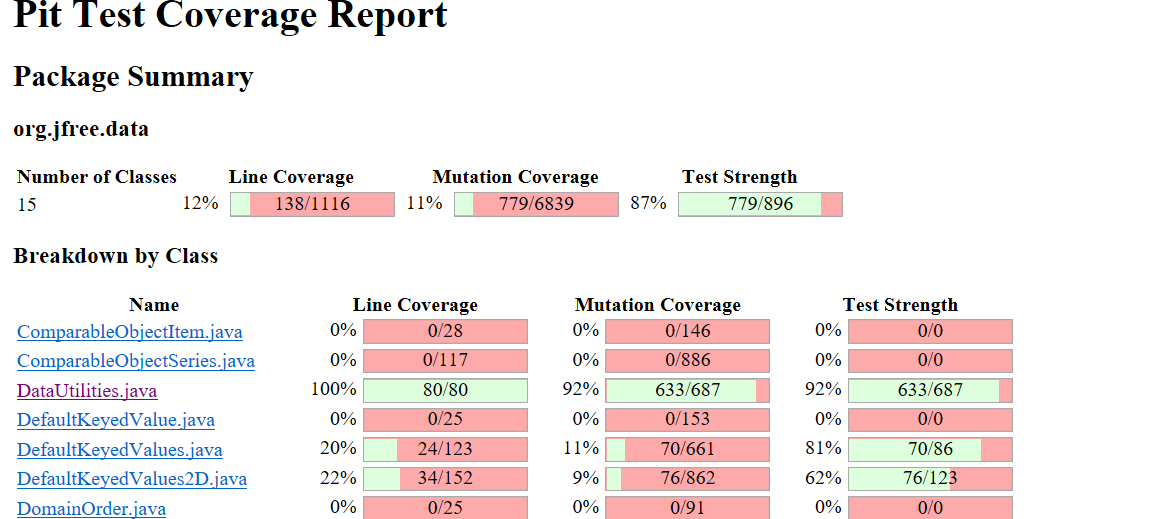 Pit Test Coverage Report
Package Summary
org.jfree.data
Number of Classes Line Coverage Mutation Coverage Test Strength
15 12% 138/1116 11% 779/6839 87% 779/896
Breakdown by Class
Name Line Coverage Mutation Coverage Test Strength
ComparableObjectItem.java 0% 0/28 0% 0/146 0% 0/0
ComparableObjectSeries.java 0% 0/117 0% 0/886 0% 0/0
DataUtilities.java 100% 80/80 92% 633/687 92% 633/687
DefaultKeyedValue.java 0% 0/25 0% 0/153 0% 0/0
DefaultKeyedValues.java 20% 24/123 11% 70/661 81% 70/86
DefaultKeyedValues2D.java 22% 34/152 9% 76/862 62% 76/123
DomainOrder.java 0% 0/25 0% 0/91 0% 0/0